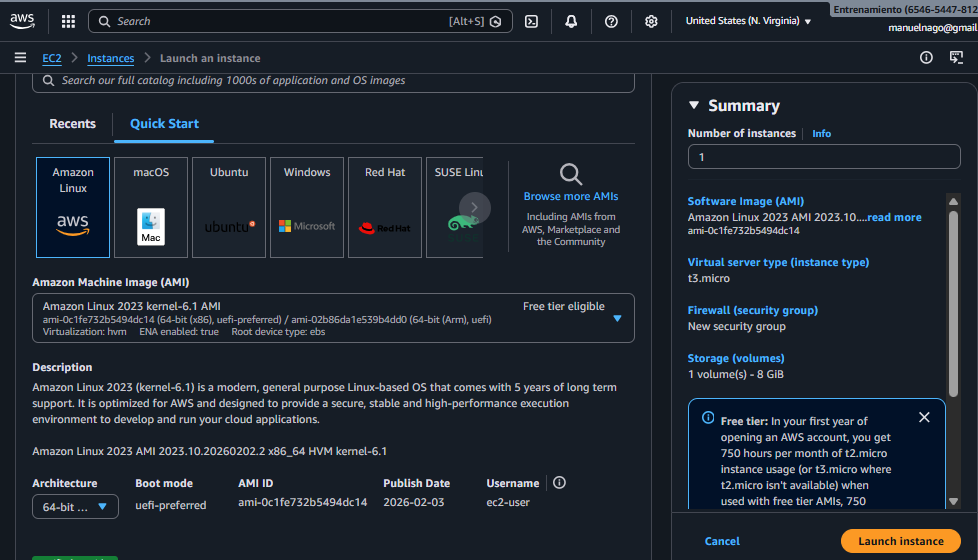 aws
Search
[Alt+S]
United States (N. Virginia)
Entrenamiento (6546-5447-812
manuelnago@gmail
EC2 > Instances > Launch an instance
Search our full catalog including 1000s of application and OS images
Recents
Quick Start
Amazon Linux
aws
macOS
Mac
Ubuntu
ubuntu
Windows
Microsoft
Red Hat
Red Hat
SUSE Linu
Browse more AMIs
Including AMIs from
AWS, Marketplace and
the Community
Amazon Machine Image (AMI)
Amazon Linux 2023 kernel-6.1 AMI
Free tier eligible
ami-0c1fe732b5494dc14 (64-bit (x86), uefi-preferred) / ami-02b86da1e539b4dd0 (64-bit (Arm), uefi)
Virtualization: hvm ENA enabled: true Root device type: ebs
Description
Amazon Linux 2023 (kernel-6.1) is a modern, general purpose Linux-based OS that comes with 5 years of long term
support. It is optimized for AWS and designed to provide a secure, stable and high-performance execution
environment to develop and run your cloud applications.
Amazon Linux 2023 AMI 2023.10.20260202.2 x86_64 HVM kernel-6.1
Architecture
64-bit ...
Boot mode
uefi-preferred
AMI ID
ami-0c1fe732b5494dc14
Publish Date
2026-02-03
Username
ec2-user
Summary
Number of instances
Info
1
Software Image (AMI)
Amazon Linux 2023 AMI 2023.10....read more
ami-0c1fe732b5494dc14
Virtual server type (instance type)
t3.micro
Firewall (security group)
New security group
Storage (volumes)
1 volume(s) - 8 GiB
Free tier: In your first year of
opening an AWS account, you get
750 hours per month of t2.micro
instance usage (or t3.micro where
t2.micro isn't available) when
used with free tier AMIs, 750
Cancel
Launch instance